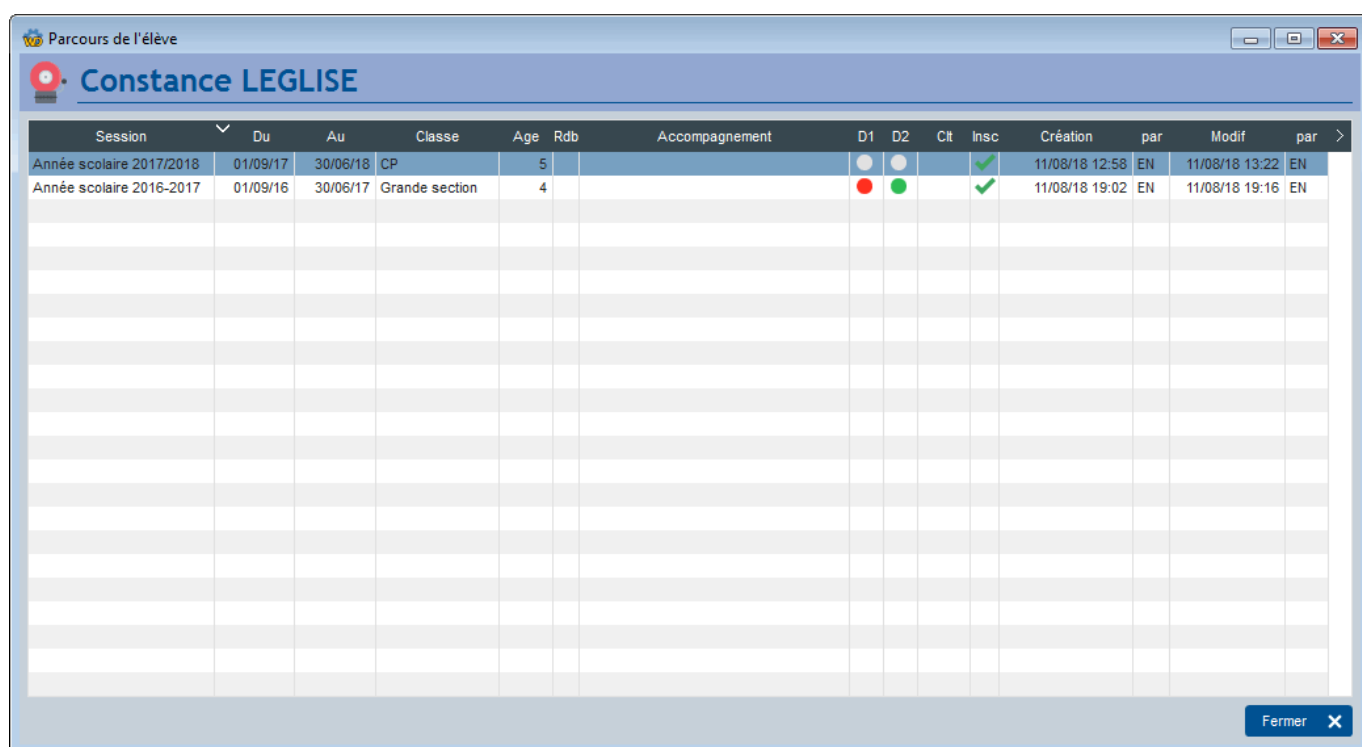 Parcours de l'élève
Constance LEGLISE
Session Du Au Classe Age Rdb Accompagnement D1 D2 Clt Insc Création par Modif par
Année scolaire 2017/2018 01/09/17 30/06/18 CP 5 11/08/18 12:58 EN 11/08/18 13:22 EN
Année scolaire 2016-2017 01/09/16 30/06/17 Grande section 4 11/08/18 19:02 EN 11/08/18 19:16 EN
Fermer